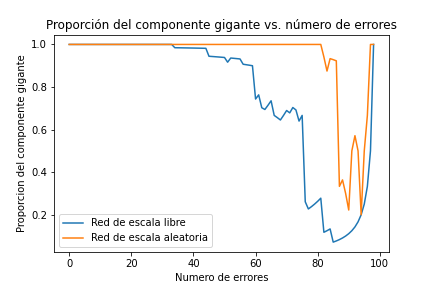 Proporción del componente gigante vs. número de errores
Proporcion del componente gigante
1.0
0.8
0.6
0.4
0.2
Red de escala libre
Red de escala aleatoria
0 20 40 60 80 100
Numero de errores